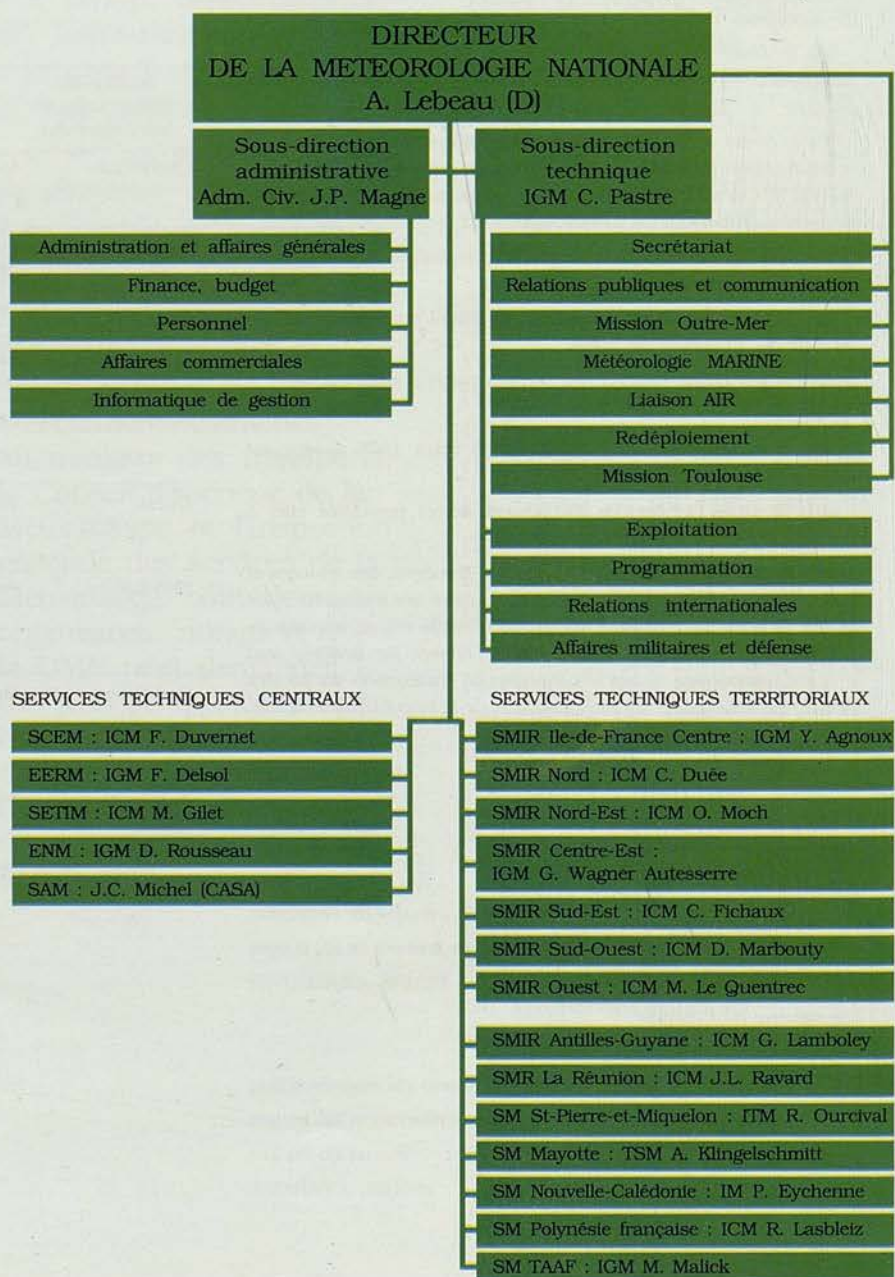 DIRECTEUR
DE LA METEOROLOGIE NATIONALE
A. Lebeau (D)
Sous-direction
administrative
Adm. Civ. J.P. Magne
Sous-direction
technique
IGM C. Pastre
Administration et affaires générales
Finance, budget
Personnel
Affaires commerciales
Informatique de gestion
Secrétariat
Relations publiques et communication
Mission Outre-Mer
Météorologie MARINE
Liaison AIR
Redéploiement
Mission Toulouse
Exploitation
Programmation
Relations internationales
Affaires militaires et défense
SERVICES TECHNIQUES CENTRAUX
SCEM : ICM F. Duvernet
EERM : IGM F. Delsol
SETIM : ICM M. Gilet
ENM : IGM D. Rousseau
SAM : J.C. Michel (CASA)
SERVICES TECHNIQUES TERRITORIAUX
SMIR Ile-de-France Centre : IGM Y. Agnoux
SMIR Nord : ICM C. Duée
SMIR Nord-Est : ICM O. Moch
SMIR Centre-Est :
IGM G. Wagner Autesserre
SMIR Sud-Est : ICM C. Fichaux
SMIR Sud-Ouest : ICM D. Marbouty
SMIR Ouest : ICM M. Le Quentrec
SMIR Antilles-Guyane : ICM G. Lamboley
SMR La Réunion : ICM J.L. Ravard
SM St-Pierre-et-Miquelon : ITM R. Ourcival
SM Mayotte : TSM A. Klingelschmitt
SM Nouvelle-Calédonie : IM P. Eychenne
SM Polynésie française : ICM R. Lasbleiz
SM TAAF : IGM M. Malick